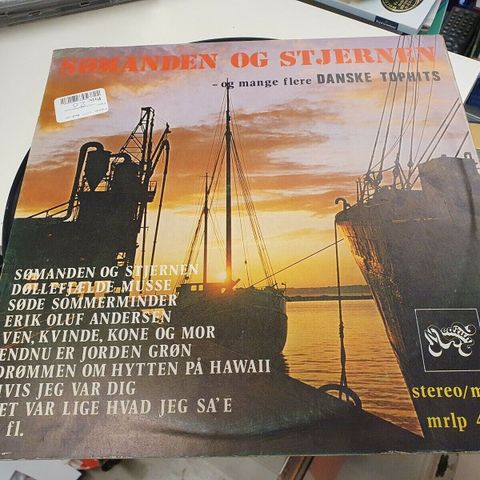 SØMANDEN OG STJERNEN
- og mange flere DANSKE TOPHITS
SØMANDEN OG STJERNEN
DØLLEFJÆLDE MUSSE
SØDE SOMMERMINDER
ERIK OLUF ANDERSEN
VEN, KVINDE, KONE OG MOR
ENDNU ER JORDEN GRØN
DRØMMEN OM HYTTEN PÅ HAWAII
HVIS JEG VAR DIG
ET VAR LIGE HVAD JEG SA'E
fl.
stereo/m
mrlp 4